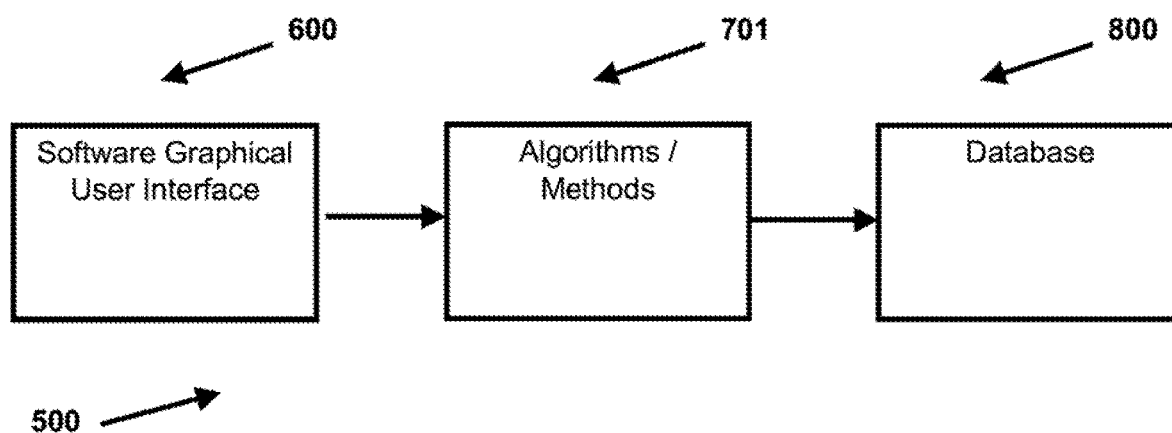 600
701
800
Software Graphical
User Interface
Algorithms /
Methods
Database
500